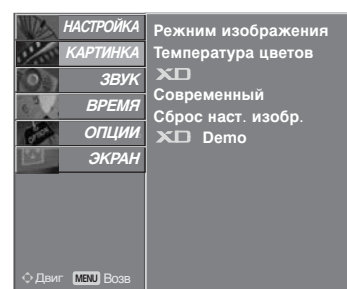 НАСТРОЙКА
КАРТИНКА
ЗВУК
ВРЕМЯ
ОПЦИИ
ЭКРАН
Режним изображения
Температура цветов
XD
Современный
Сброс наст. изобр.
XD Demo
Двиг MENU Возв